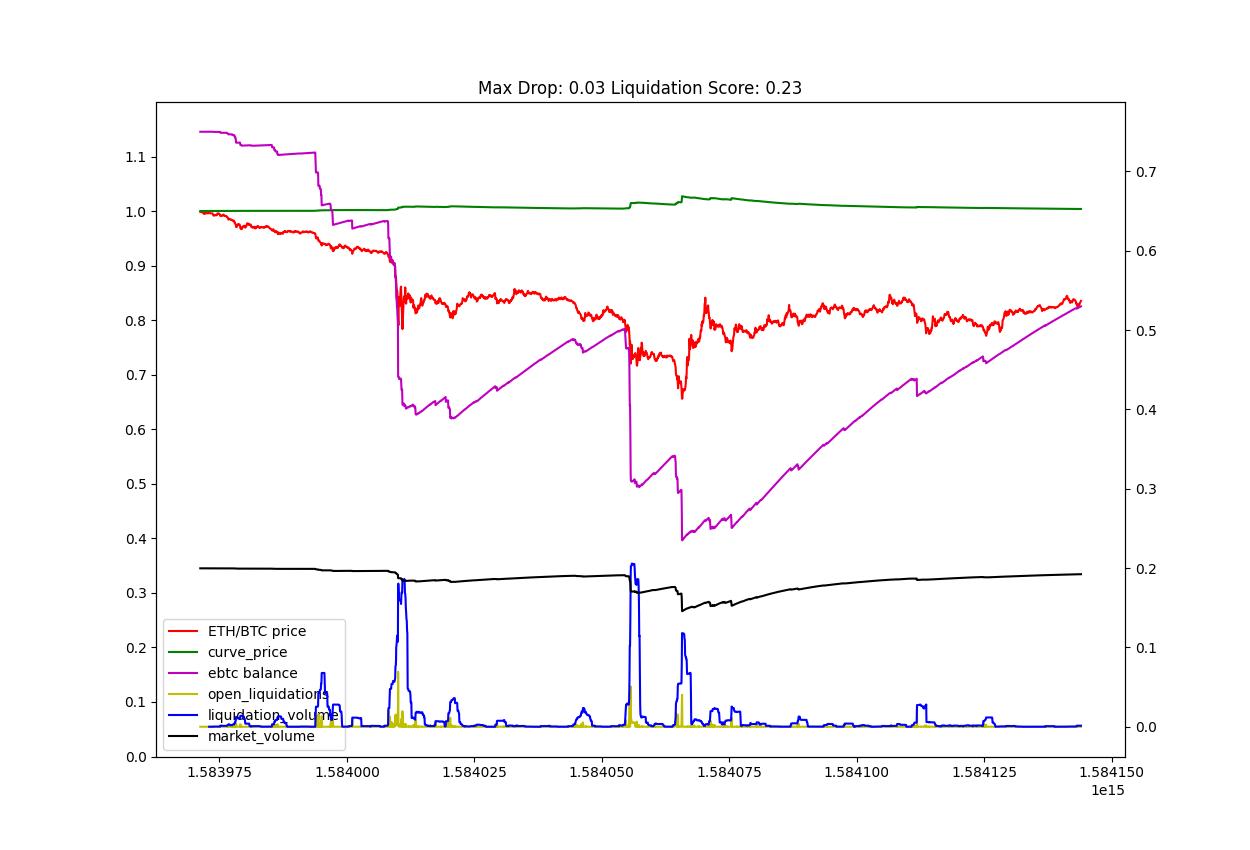 Max Drop: 0.03 Liquidation Score: 0.23
1.1
1.0
0.9
0.8
0.7
0.6
0.5
0.4
0.3
0.2
0.1
0.0
0.7
0.6
0.5
0.4
0.3
0.2
0.1
0.0
ETH/BTC price
curve_price
ebtc balance
open_liquidations
liquidation_volume
market_volume
1.583975 1.584000 1.584025 1.584050 1.584075 1.584100 1.584125 1.584150
1e15